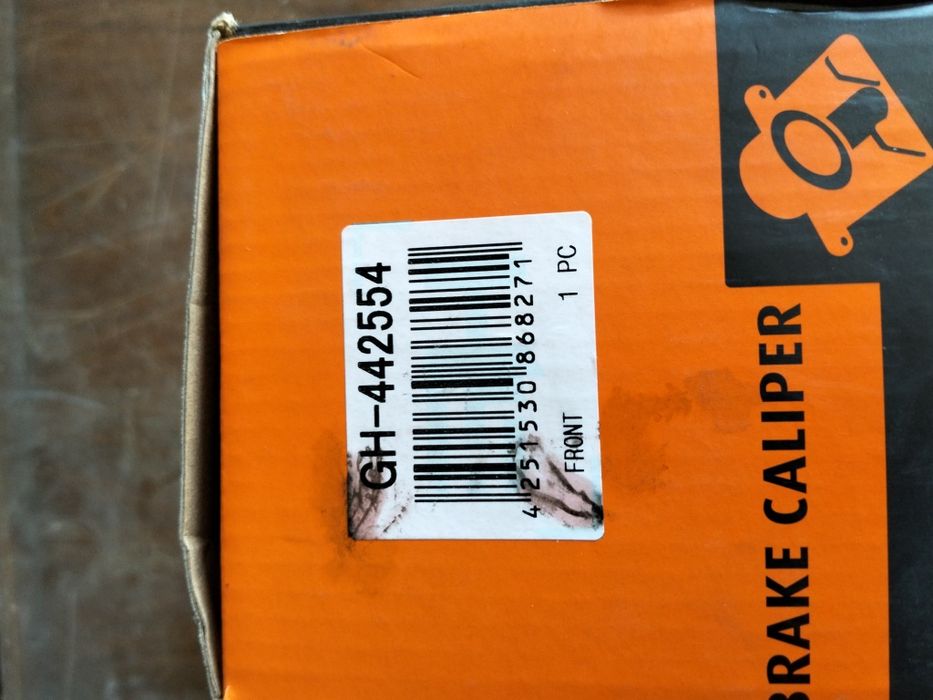 GH-442554
4 251530 868271
FRONT 1 PC
BRAKE CALIPER